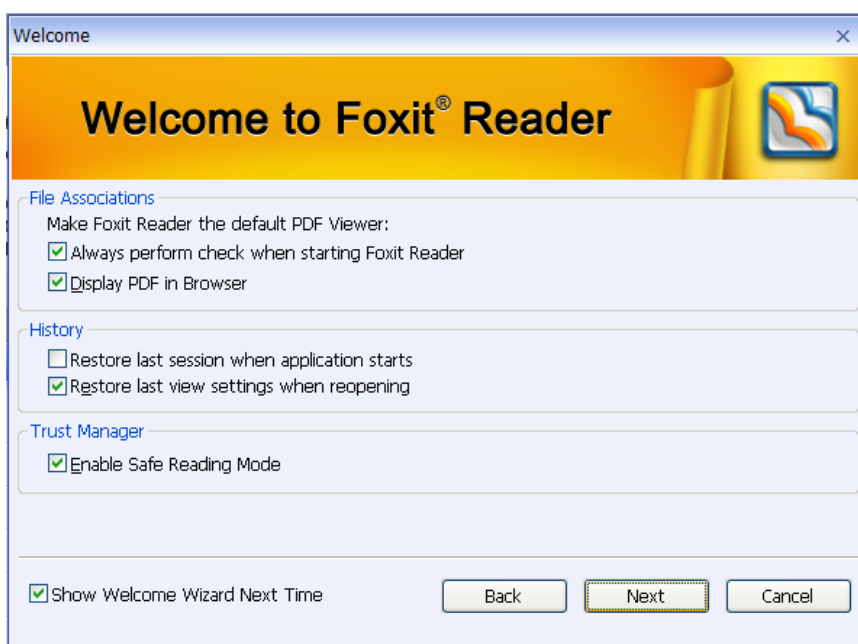 Welcome
Welcome to Foxit® Reader
File Associations
Make Foxit Reader the default PDF Viewer:
Always perform check when starting Foxit Reader
Display PDF in Browser
History
Restore last session when application starts
Restore last view settings when reopening
Trust Manager
Enable Safe Reading Mode
Show Welcome Wizard Next Time
Back
Next
Cancel